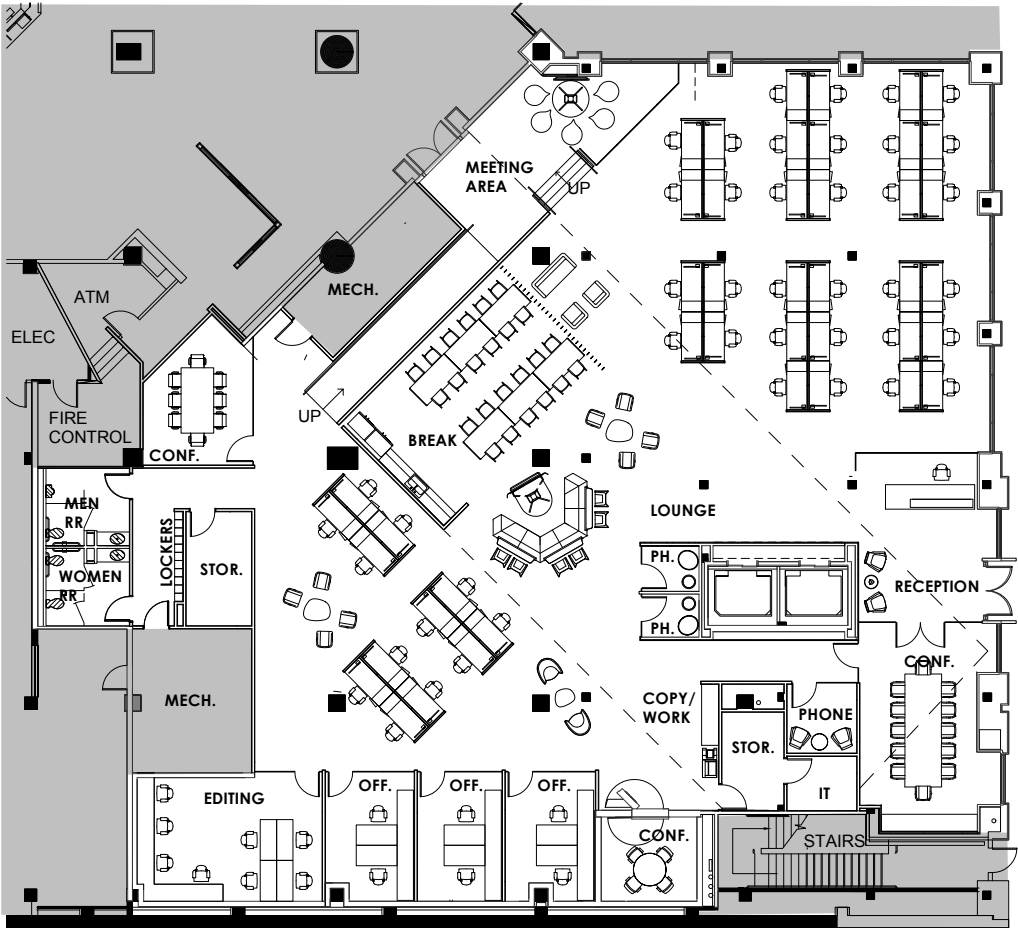 MEETING
AREA
UP
MECH.
ATM
ELEC
UP
FIRE
CONTROL
BREAK
CONF.
MEN
RR
LOCKERS
LOUNGE
STOR.
PH.
WOMEN
RR
RECEPTION
PH.
CONF.
MECH.
COPY/
WORK
PHONE
STOR.
OFF.
OFF.
OFF.
EDITING
IT
CONF.
STAIRS